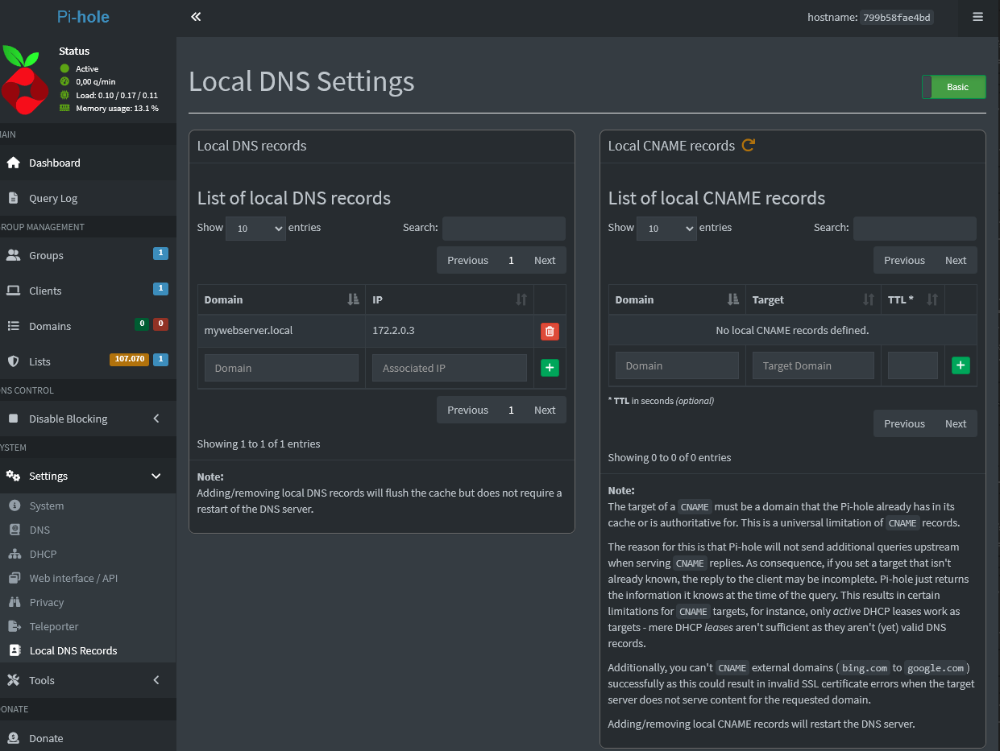 Pi-hole
hostname: 799b58fae4bd
Status
Active
0,00 q/min
Load: 0.10 / 0.17 / 0.11
Memory usage: 13.1 %
AIN
Dashboard
Query Log
ROUP MANAGEMENT
Groups 1
Clients 1
Domains 0 0
Lists 107.070 1
NS CONTROL
Disable Blocking
YSTEM
Settings
System
DNS
DHCP
Web interface / API
Privacy
Teleporter
Local DNS Records
Tools
ONATE
Donate
Local DNS Settings
Basic
Local DNS records
List of local DNS records
Show 10 entries Search:
Previous 1 Next
Domain IP
mywebserver.local 172.2.0.3
Domain Associated IP
Previous 1 Next
Showing 1 to 1 of 1 entries
Note:
Adding/removing local DNS records will flush the cache but does not require a
restart of the DNS server.
Local CNAME records
List of local CNAME records
Show 10 entries Search:
Previous Next
Domain Target TTL *
No local CNAME records defined.
Domain Target Domain
* TTL in seconds (optional)
Previous Next
Showing 0 to 0 of 0 entries
Note:
The target of a CNAME must be a domain that the Pi-hole already has in its
cache or is authoritative for. This is a universal limitation of CNAME records.
The reason for this is that Pi-hole will not send additional queries upstream
when serving CNAME replies. As consequence, if you set a target that isn't
already known, the reply to the client may be incomplete. Pi-hole just returns
the information it knows at the time of the query. This results in certain
limitations for CNAME targets, for instance, only active DHCP leases work as
targets - mere DHCP leases aren't sufficient as they aren't (yet) valid DNS
records.
Additionally, you can't CNAME external domains (bing.com to google.com)
successfully as this could result in invalid SSL certificate errors when the target
server does not serve content for the requested domain.
Adding/removing local CNAME records will restart the DNS server.